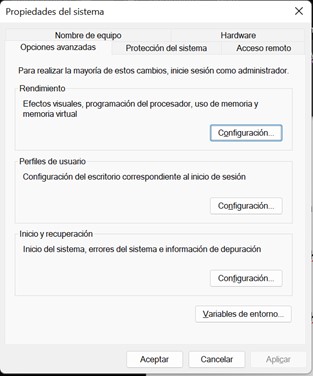 Propiedades del sistema
Nombre de equipo Hardware
Opciones avanzadas Protección del sistema Acceso remoto
Para realizar la mayoría de estos cambios, inicie sesión como administrador.
Rendimiento
Efectos visuales, programación del procesador, uso de memoria y
memoria virtual
Configuración...
Perfiles de usuario
Configuración del escritorio correspondiente al inicio de sesión
Configuración...
Inicio y recuperación
Inicio del sistema, errores del sistema e información de depuración
Configuración...
Variables de entorno...
Aceptar Cancelar Aplicar